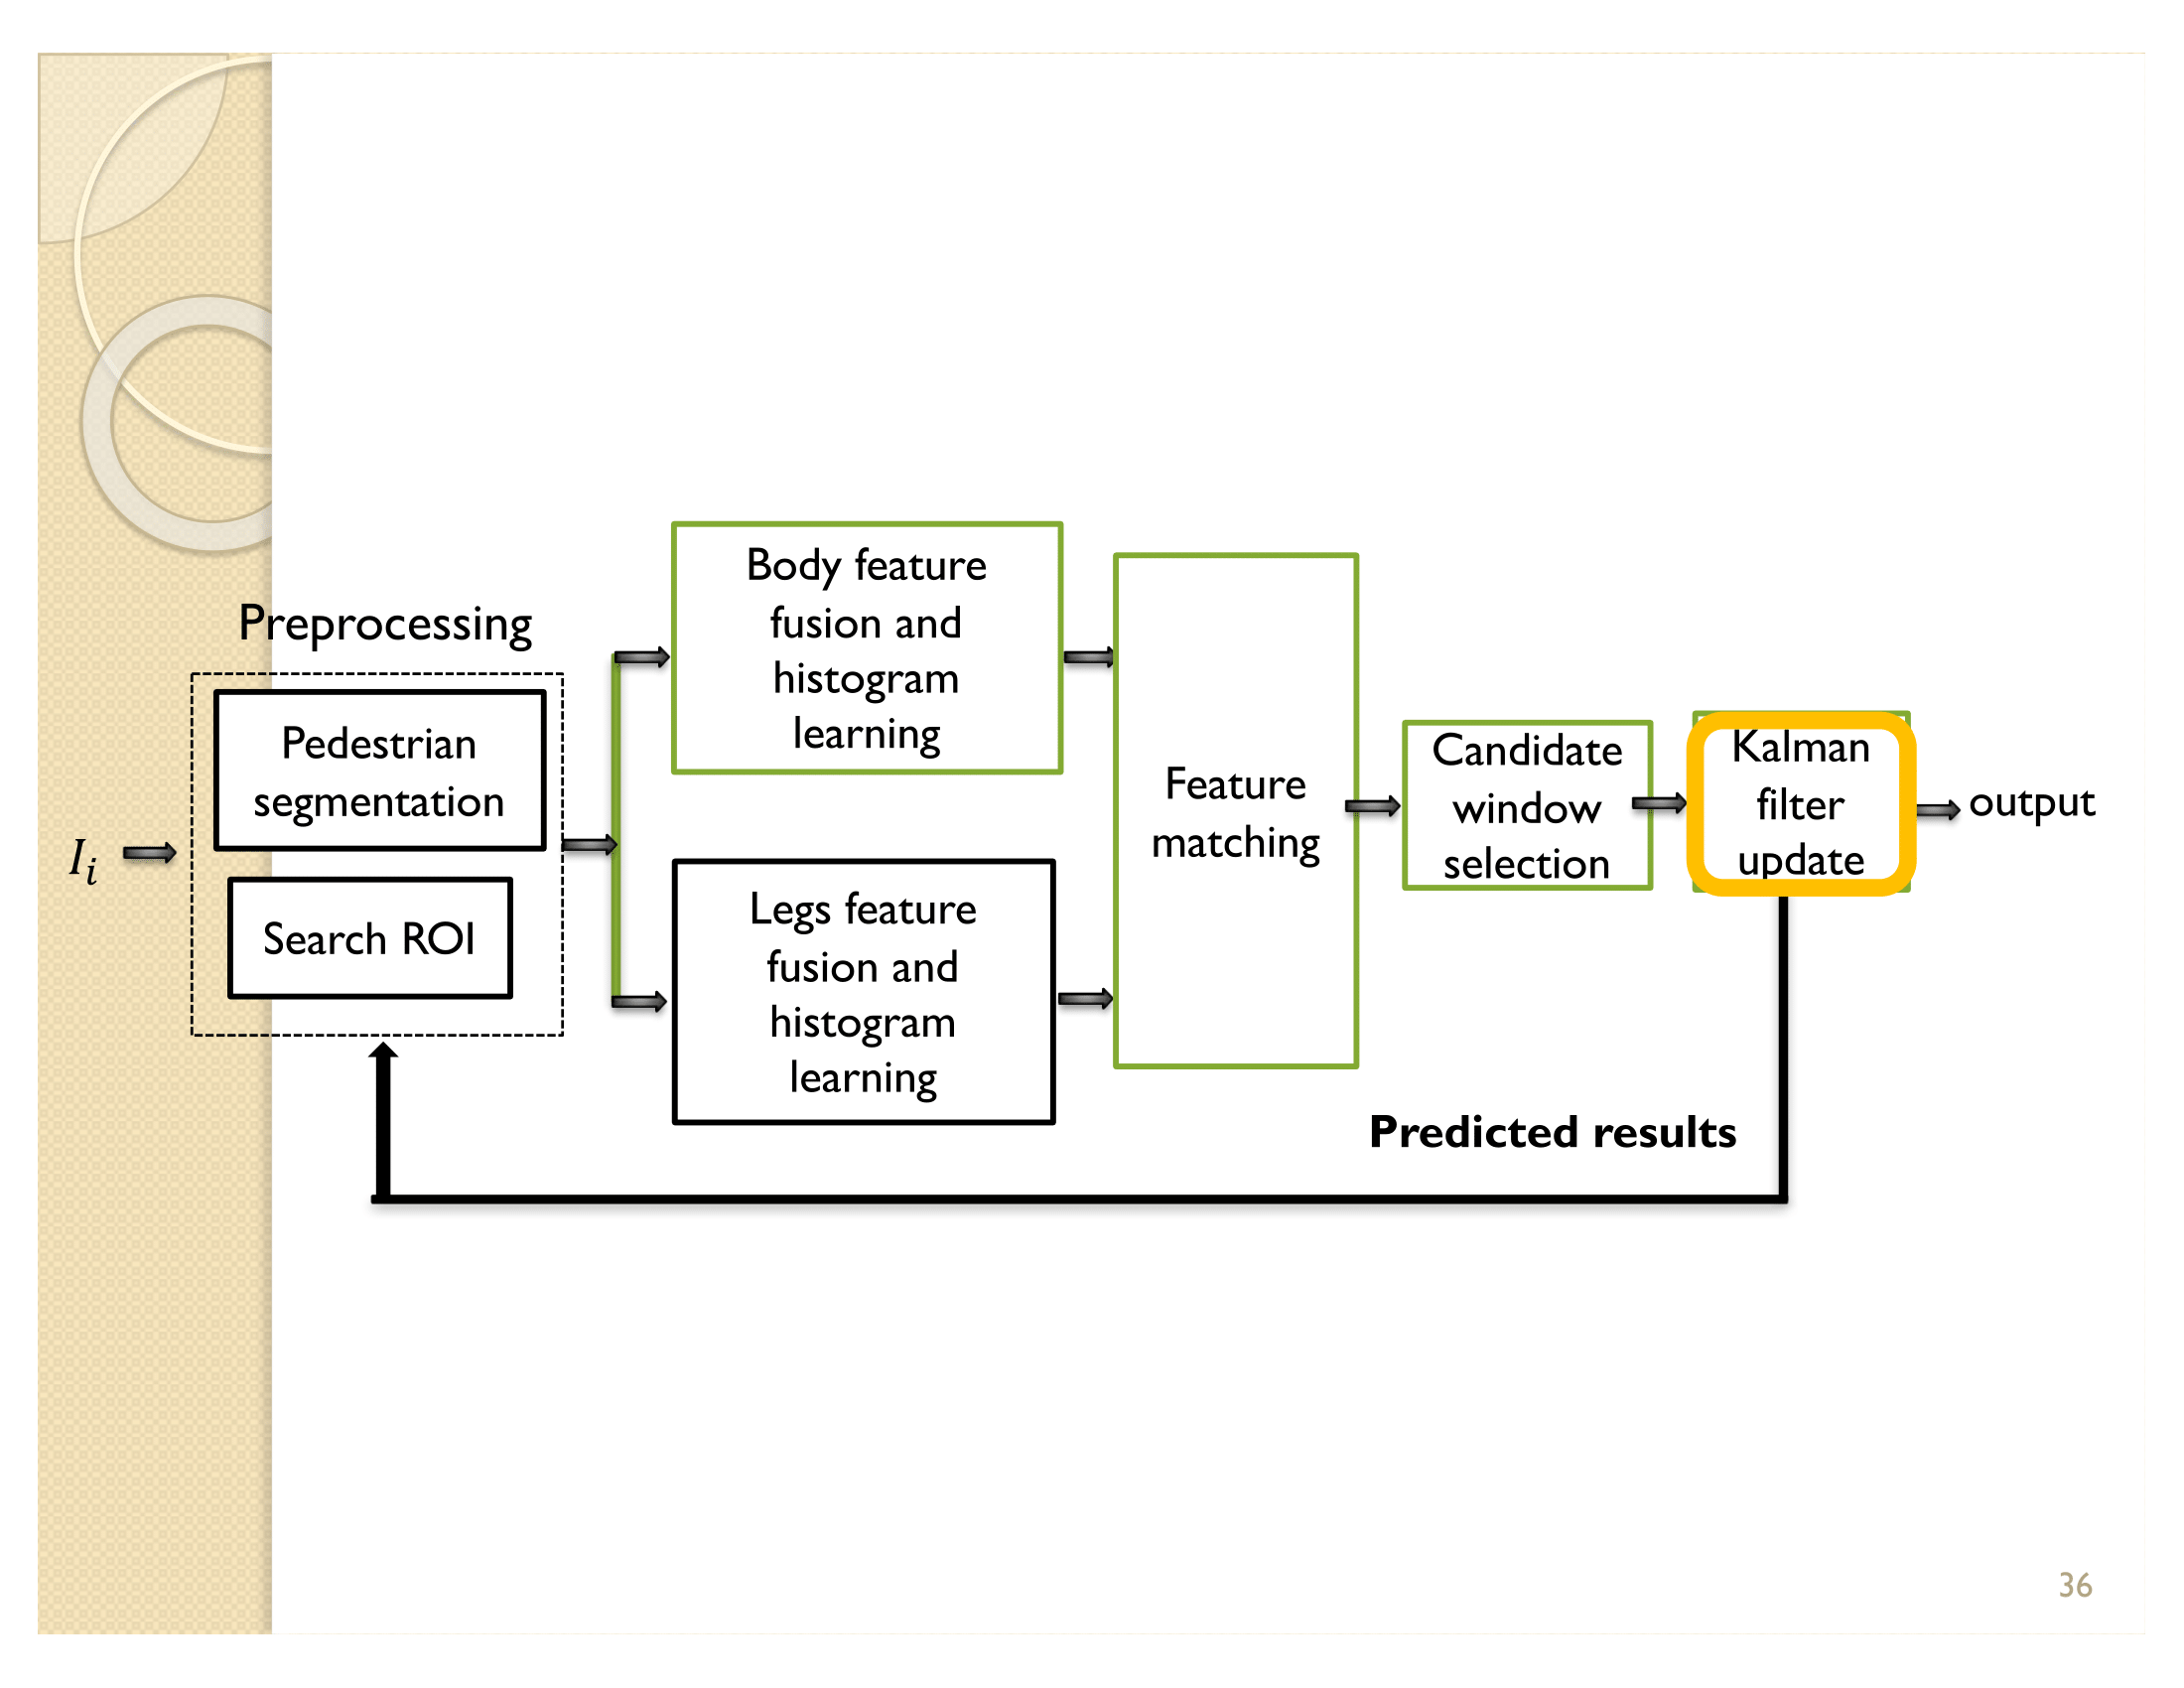 Preprocessing
Pedestrian
segmentation
Search ROI
I_i
Body feature
fusion and
histogram
learning
Legs feature
fusion and
histogram
learning
Feature
matching
Candidate
window
selection
Kalman
filter
update
output
Predicted results
36